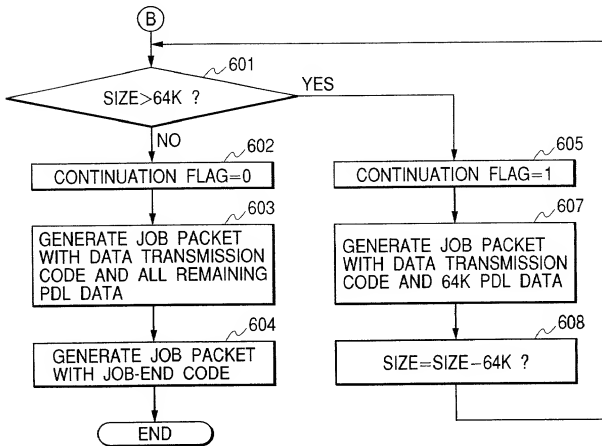 B
601
SIZE>64K ?
YES
NO
602
CONTINUATION FLAG=0
603
GENERATE JOB PACKET
WITH DATA TRANSMISSION
CODE AND ALL REMAINING
PDL DATA
604
GENERATE JOB PACKET
WITH JOB-END CODE
END
605
CONTINUATION FLAG=1
607
GENERATE JOB PACKET
WITH DATA TRANSMISSION
CODE AND 64K PDL DATA
608
SIZE=SIZE-64K ?